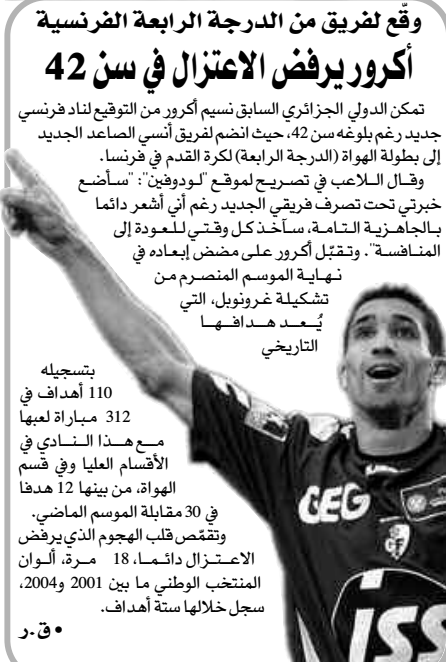 وقّع لفريق من الدرجة الرابعة الفرنسية
أكرور يرفض الاعتزال في سن 42
تمكن الدولي الجزائري السابق نسيم أكرور من التوقيع لناد فرنسي
جديد رغم بلوغه سن 42، حيث انضم لفريق أنسي الصاعد الجديد
إلى بطولة الهواة (الدرجة الرابعة) لكرة القدم في فرنسا.
وقال اللاعب في تصريح لموقع "لودوفين": "سأضع
خبرتي تحت تصرف فريقي الجديد رغم أني أشعر دائما
بالجاهزية التامة، سآخذ كل وقتي للعودة إلى
المنافسة". وتقبّل أكرور على مضض إبعاده في
نهاية الموسم المنصرم من
تشكيلة غرونوبل، التي
يُعد هدافها
التاريخي
بتسجيله
110 أهداف في
312 مباراة لعبها
مع هذا النادي في
الأقسام العليا وفي قسم
الهواة، من بينها 12 هدفا
في 30 مقابلة الموسم الماضي.
وتقمّص قلب الهجوم الذي يرفض
الاعتزال دائما، 18 مرة، ألوان
المنتخب الوطني ما بين 2001 و2004،
سجل خلالها ستة أهداف.
• ق.ر
GEG
iss